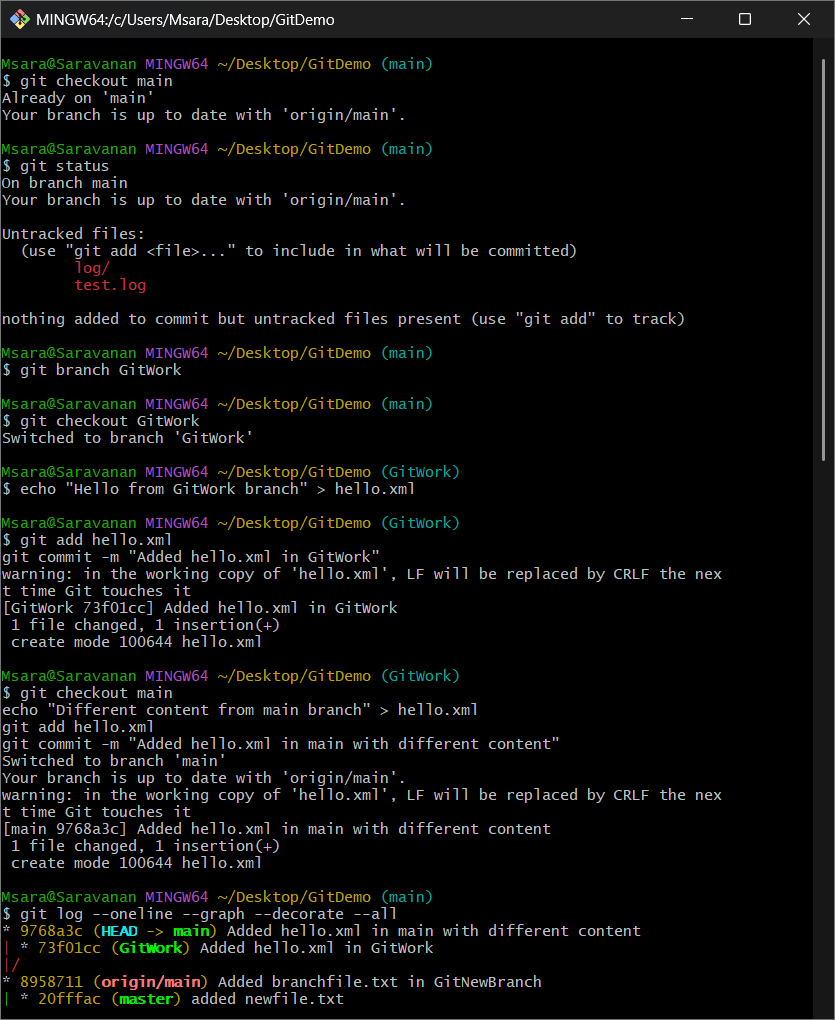 MINGW64:/c/Users/Msara/Desktop/GitDemo
Msara@Saravanan MINGW64 ~/Desktop/GitDemo (main)
$ git checkout main
Already on 'main'
Your branch is up to date with 'origin/main'.
Msara@Saravanan MINGW64 ~/Desktop/GitDemo (main)
$ git status
On branch main
Your branch is up to date with 'origin/main'.
Untracked files:
  (use "git add <file>..." to include in what will be committed)
        log/
        test.log
nothing added to commit but untracked files present (use "git add" to track)
Msara@Saravanan MINGW64 ~/Desktop/GitDemo (main)
$ git branch GitWork
Msara@Saravanan MINGW64 ~/Desktop/GitDemo (main)
$ git checkout GitWork
Switched to branch 'GitWork'
Msara@Saravanan MINGW64 ~/Desktop/GitDemo (GitWork)
$ echo "Hello from GitWork branch" > hello.xml
Msara@Saravanan MINGW64 ~/Desktop/GitDemo (GitWork)
$ git add hello.xml
git commit -m "Added hello.xml in GitWork"
warning: in the working copy of 'hello.xml', LF will be replaced by CRLF the nex
t time Git touches it
[GitWork 73f01cc] Added hello.xml in GitWork
 1 file changed, 1 insertion(+)
 create mode 100644 hello.xml
Msara@Saravanan MINGW64 ~/Desktop/GitDemo (GitWork)
$ git checkout main
echo "Different content from main branch" > hello.xml
git add hello.xml
git commit -m "Added hello.xml in main with different content"
Switched to branch 'main'
Your branch is up to date with 'origin/main'.
warning: in the working copy of 'hello.xml', LF will be replaced by CRLF the nex
t time Git touches it
[main 9768a3c] Added hello.xml in main with different content
 1 file changed, 1 insertion(+)
 create mode 100644 hello.xml
Msara@Saravanan MINGW64 ~/Desktop/GitDemo (main)
$ git log --oneline --graph --decorate --all
* 9768a3c (HEAD -> main) Added hello.xml in main with different content
| * 73f01cc (GitWork) Added hello.xml in GitWork
|/
* 8958711 (origin/main) Added branchfile.txt in GitNewBranch
| * 20fffac (master) added newfile.txt